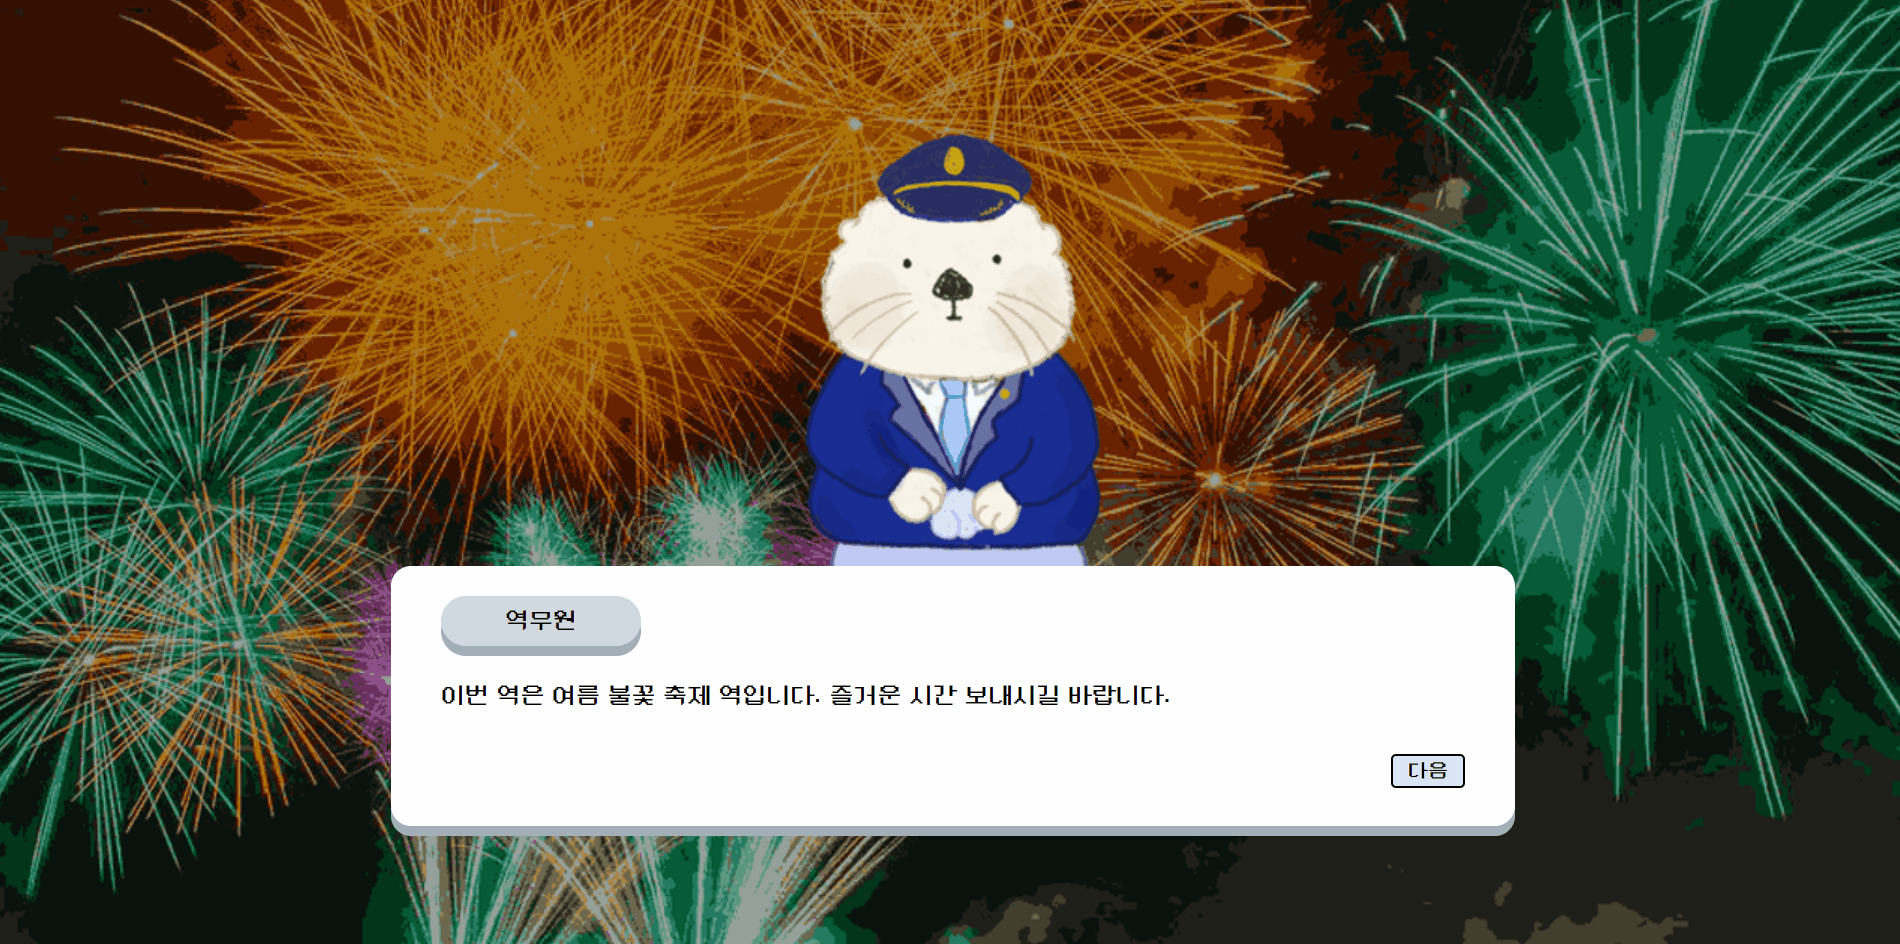 역무원
이번 역은 여름 불꽃 축제 역입니다. 즐거운 시간 보내시길 바랍니다.
다음